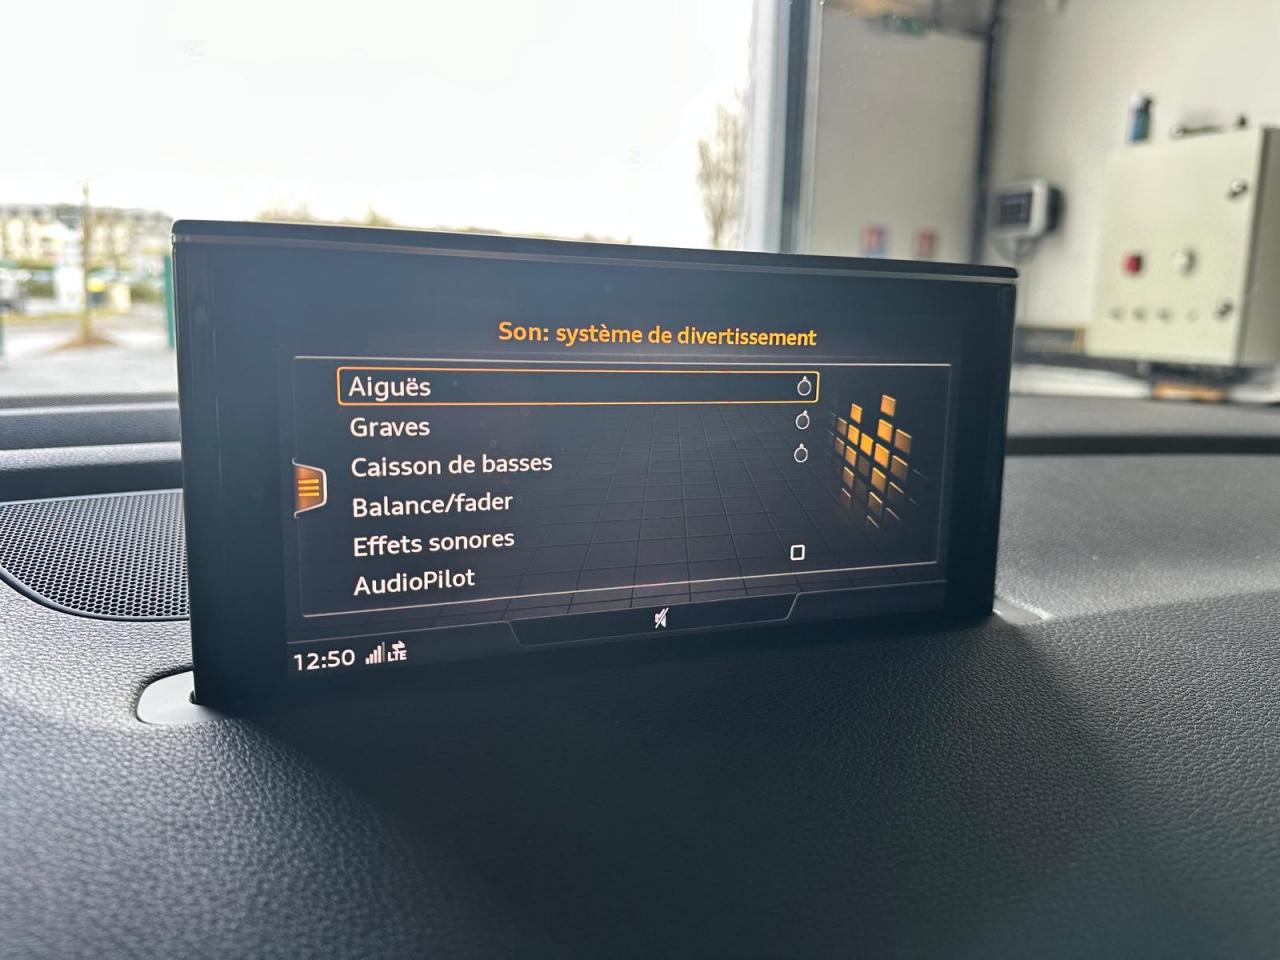 Son: système de divertissement
Aiguës
Graves
Caisson de basses
Balance/fader
Effets sonores
AudioPilot
12:50 LTE